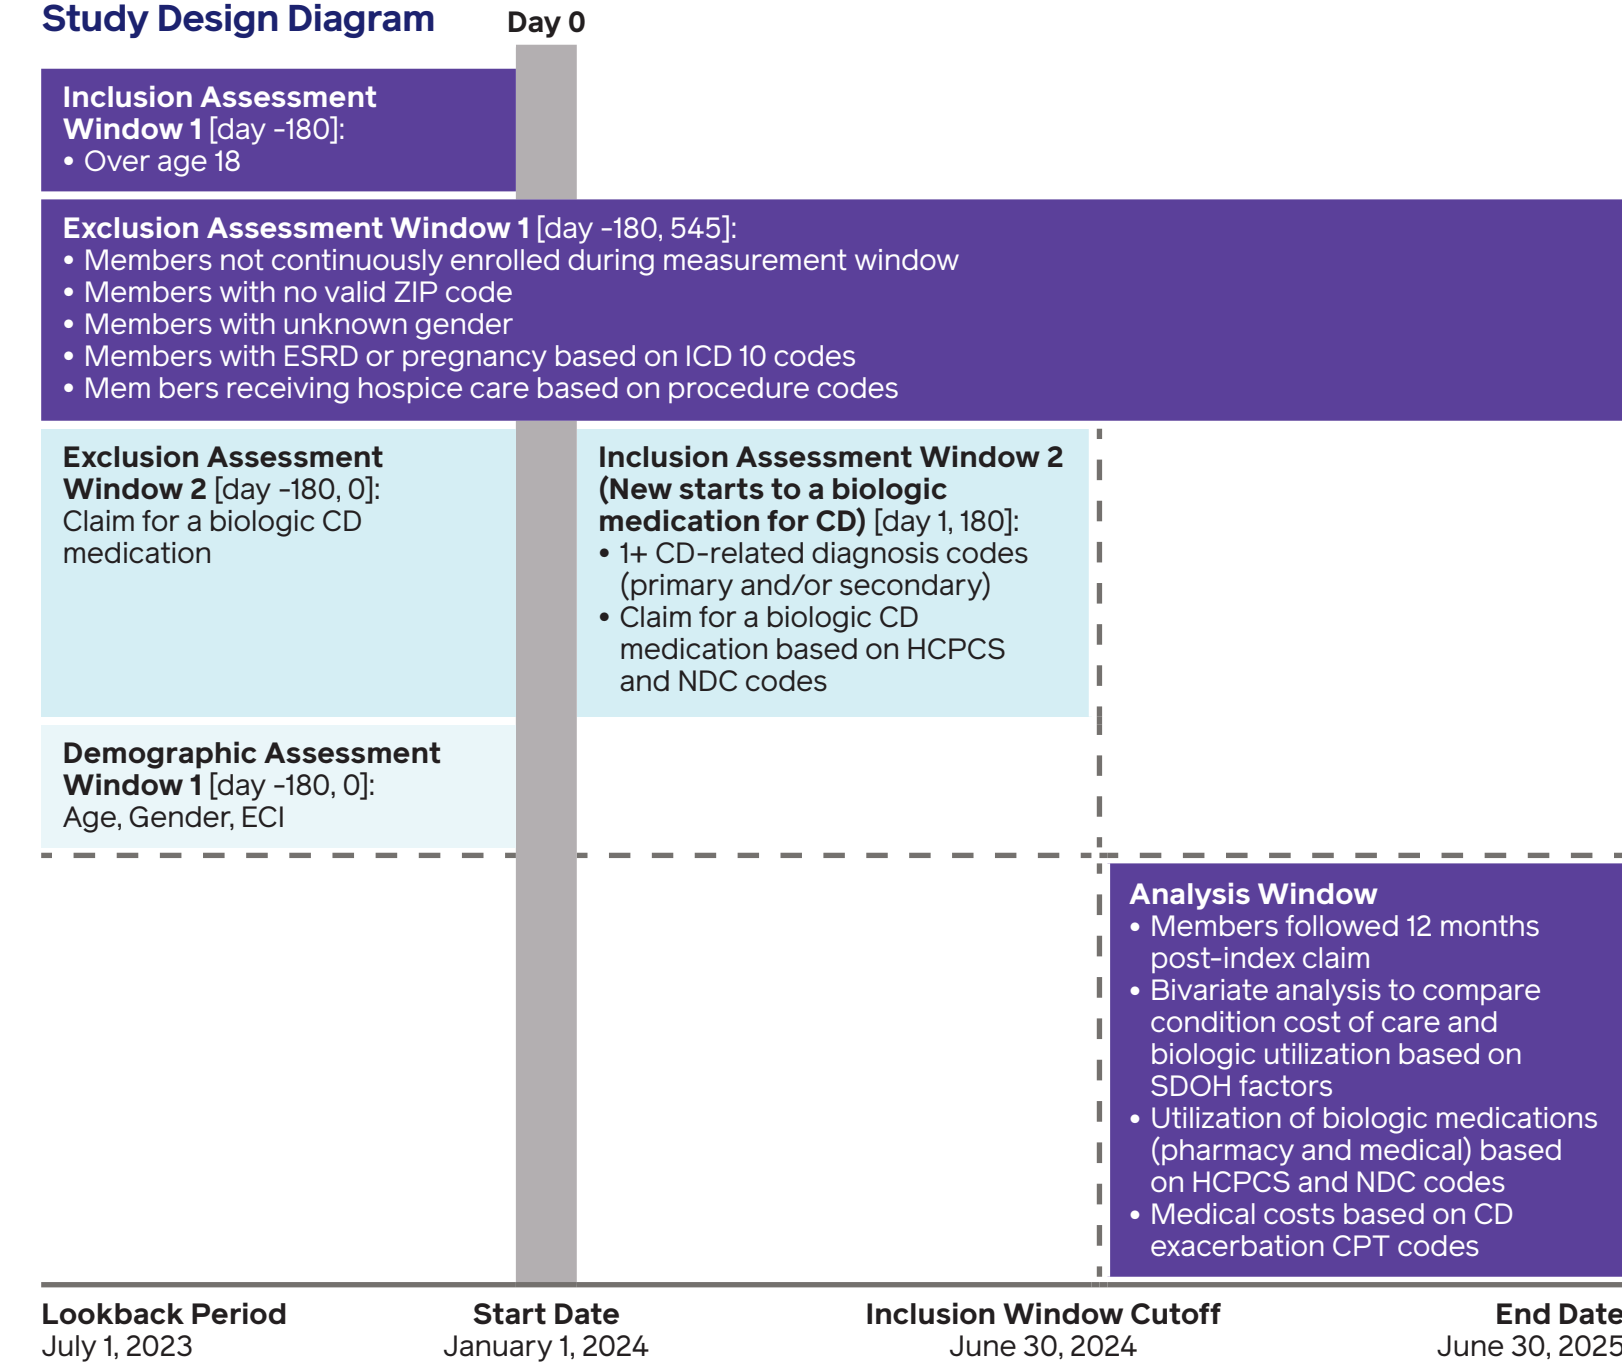 Study Design Diagram
Day 0
Inclusion Assessment
Window 1 [day -180]:
• Over age 18
Exclusion Assessment Window 1 [day -180, 545]:
• Members not continuously enrolled during measurement window
• Members with no valid ZIP code
• Members with unknown gender
• Members with ESRD or pregnancy based on ICD 10 codes
• Mem bers receiving hospice care based on procedure codes
Exclusion Assessment
Window 2 [day -180, 0]:
Claim for a biologic CD
medication
Inclusion Assessment Window 2
(New starts to a biologic
medication for CD) [day 1, 180]:
• 1+ CD-related diagnosis codes
(primary and/or secondary)
• Claim for a biologic CD
medication based on HCPCS
and NDC codes
Demographic Assessment
Window 1 [day -180, 0]:
Age, Gender, ECI
Analysis Window
• Members followed 12 months
post-index claim
• Bivariate analysis to compare
condition cost of care and
biologic utilization based on
SDOH factors
• Utilization of biologic medications
(pharmacy and medical) based
on HCPCS and NDC codes
• Medical costs based on CD
exacerbation CPT codes
Lookback Period
July 1, 2023
Start Date
January 1, 2024
Inclusion Window Cutoff
June 30, 2024
End Date
June 30, 2025